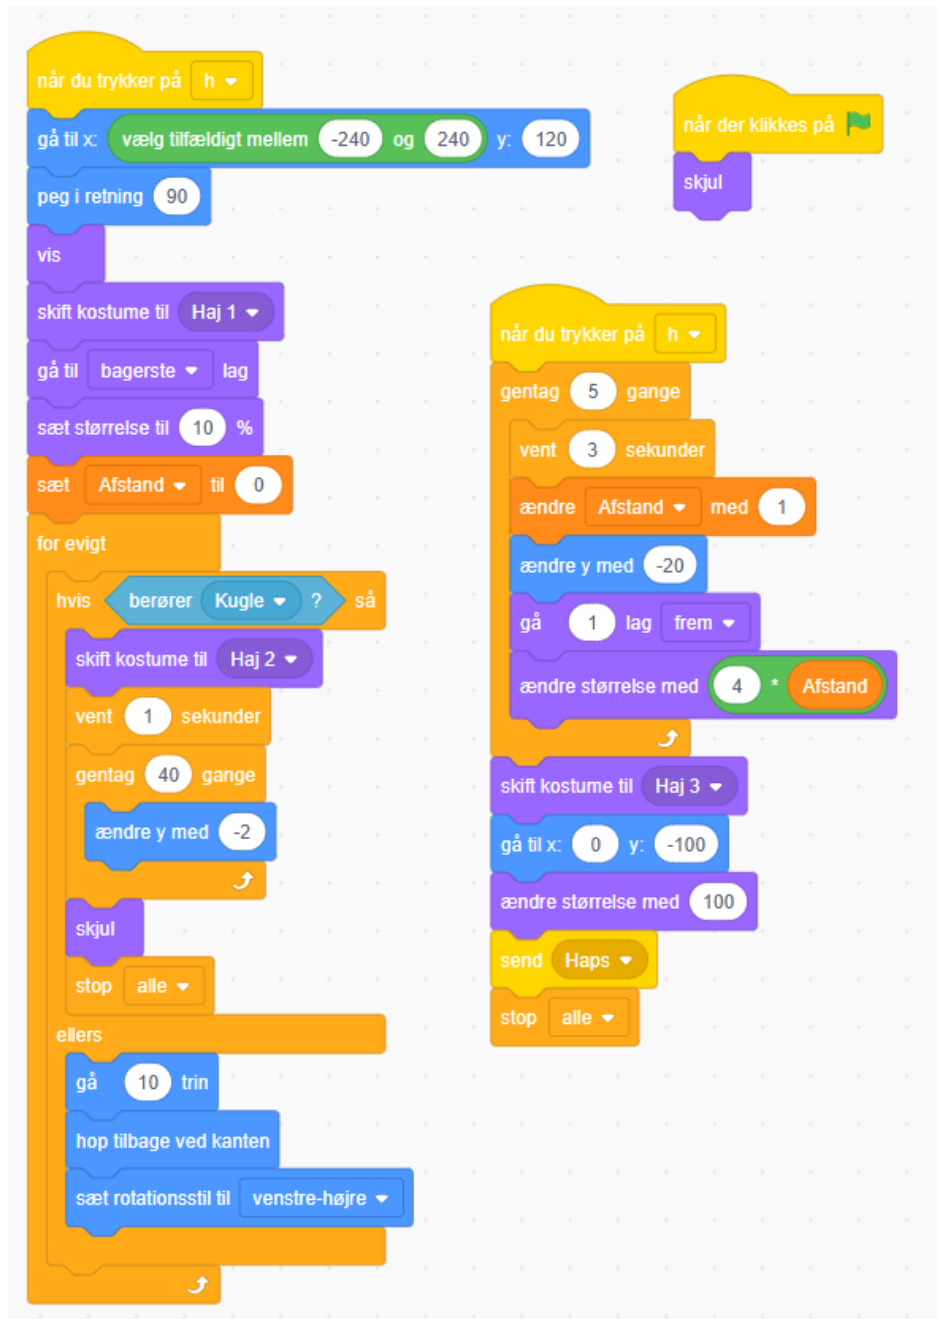 når du trykker på h
gå til x: vælg tilfældigt mellem -240 og 240 y: 120
peg i retning 90
vis
skift kostume til Haj 1
gå til bagerste lag
sæt størrelse til 10 %
sæt Afstand til 0
for evigt
hvis berører Kugle ? så
skift kostume til Haj 2
vent 1 sekunder
gentag 40 gange
ændre y med -2
skjul
stop alle
ellers
gå 10 trin
hop tilbage ved kanten
sæt rotationsstil til venstre-højre
når der klikkes på
skjul
når du trykker på h
gentag 5 gange
vent 3 sekunder
ændre Afstand med 1
ændre y med -20
gå 1 lag frem
ændre størrelse med 4 * Afstand
skift kostume til Haj 3
gå til x: 0 y: -100
ændre størrelse med 100
send Haps
stop alle